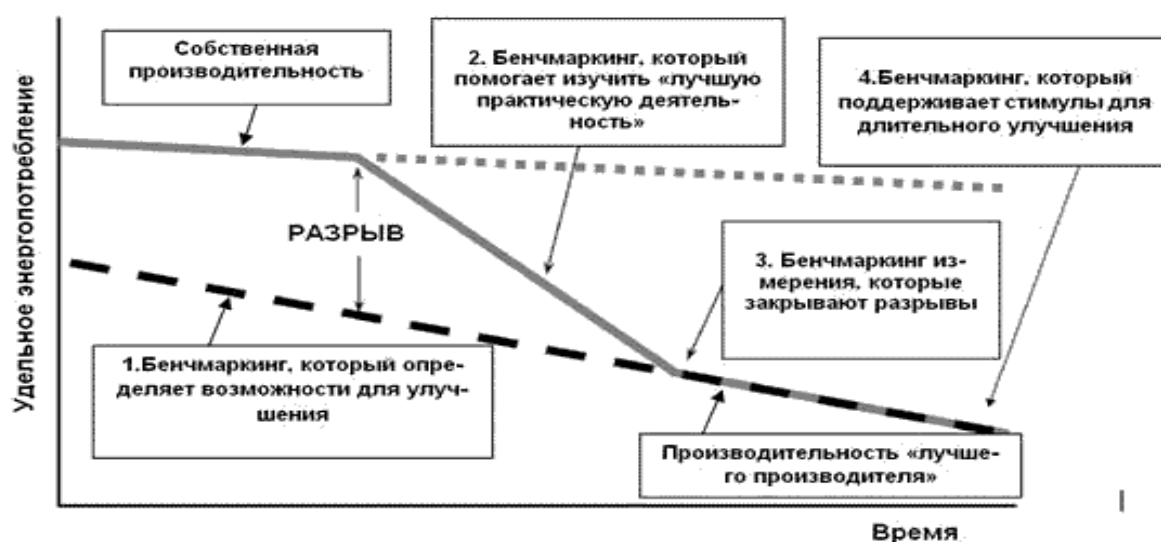 Удельное энергопотребление
Собственная
производительность
2. Бенчмаркинг, который
помогает изучить «лучшую
практическую деятель-
ность»
4.Бенчмаркинг, который
поддерживает стимулы для
длительного улучшения
РАЗРЫВ
3. Бенчмаркинг из-
мерения, которые
закрывают разрывы
1.Бенчмаркинг, который опре-
деляет возможности для улуч-
шения
Производительность «лучше-
го производителя»
Время